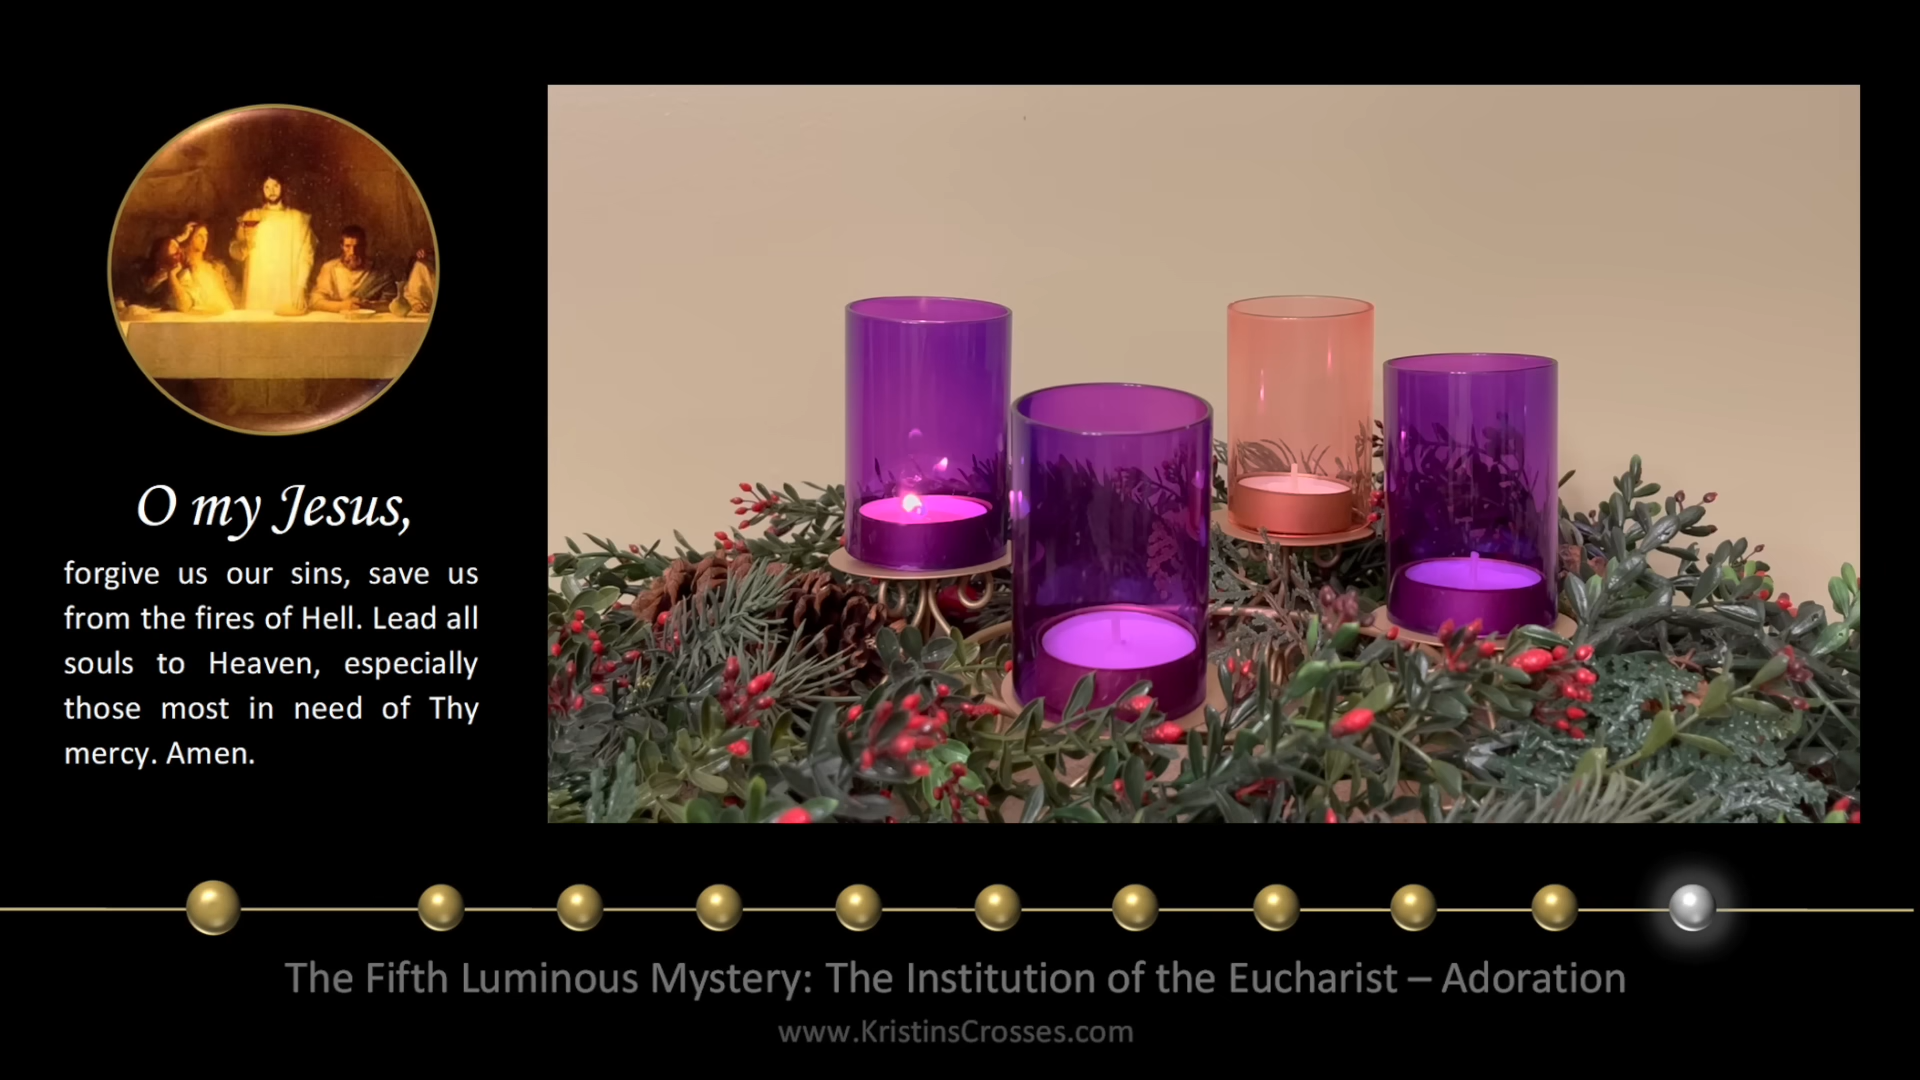 O my Jesus,
forgive us our sins, save us
from the fires of Hell. Lead all
souls to Heaven, especially
those most in need of Thy
mercy. Amen.
The Fifth Luminous Mystery: The Institution of the Eucharist – Adoration
www.KristinsCrosses.com